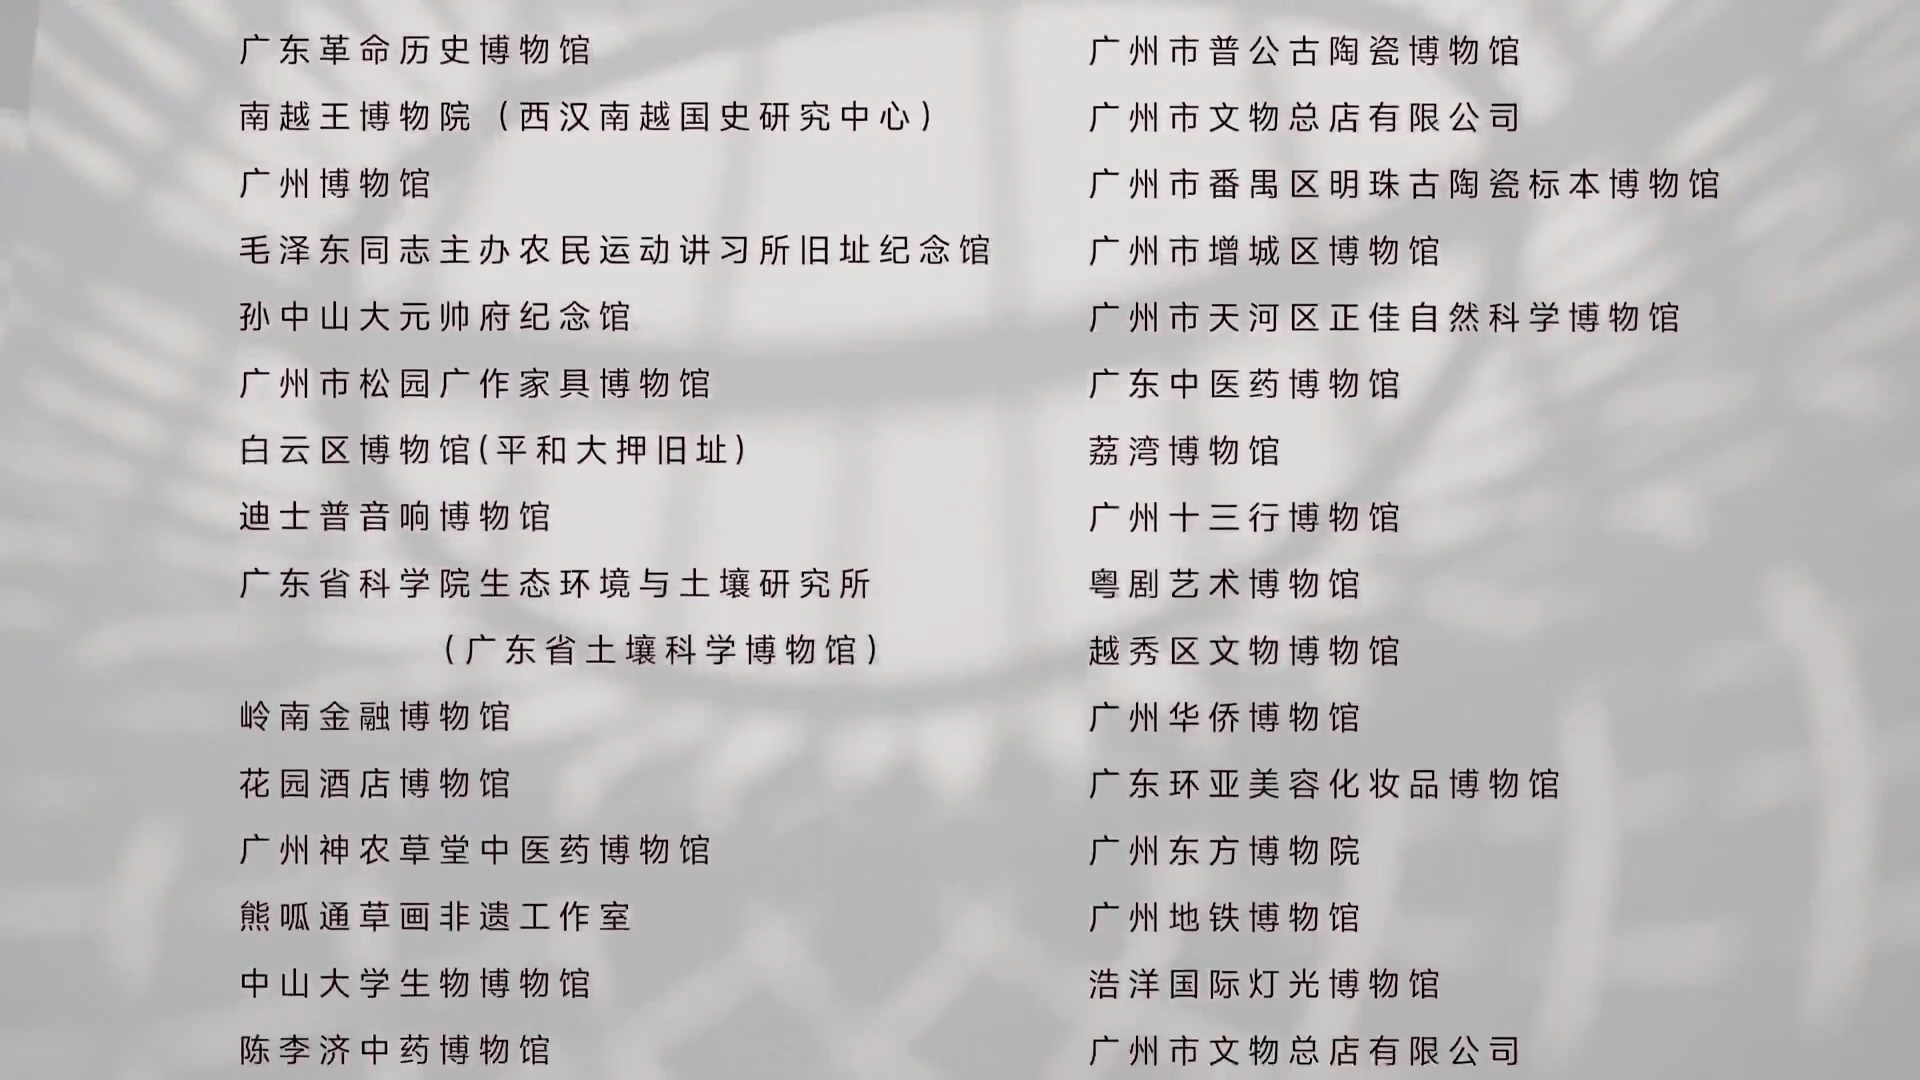 广东革命历史博物馆
南越王博物院（西汉南越国史研究中心）
广州博物馆
毛泽东同志主办农民运动讲习所旧址纪念馆
孙中山大元帅府纪念馆
广州市松园广作家具博物馆
白云区博物馆(平和大押旧址)
迪士普音响博物馆
广东省科学院生态环境与土壤研究所
（广东省土壤科学博物馆）
岭南金融博物馆
花园酒店博物馆
广州神农草堂中医药博物馆
熊呱通草画非遗工作室
中山大学生物博物馆
陈李济中药博物馆
广州市普公古陶瓷博物馆
广州市文物总店有限公司
广州市番禺区明珠古陶瓷标本博物馆
广州市增城区博物馆
广州市天河区正佳自然科学博物馆
广东中医药博物馆
荔湾博物馆
广州十三行博物馆
粤剧艺术博物馆
越秀区文物博物馆
广州华侨博物馆
广东环亚美容化妆品博物馆
广州东方博物院
广州地铁博物馆
浩洋国际灯光博物馆
广州市文物总店有限公司